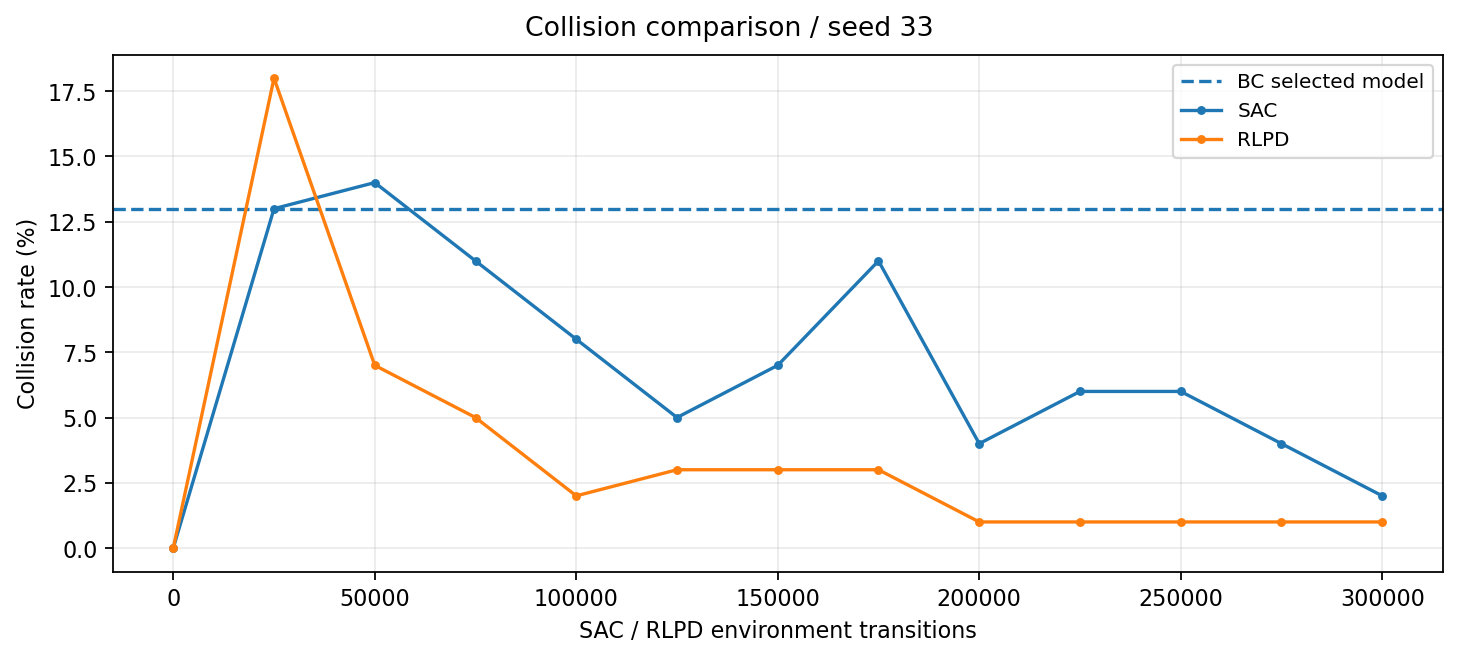 Collision comparison / seed 33
BC selected model
SAC
RLPD
Collision rate (%)
17.5
15.0
12.5
10.0
7.5
5.0
2.5
0.0
0 50000 100000 150000 200000 250000 300000
SAC / RLPD environment transitions